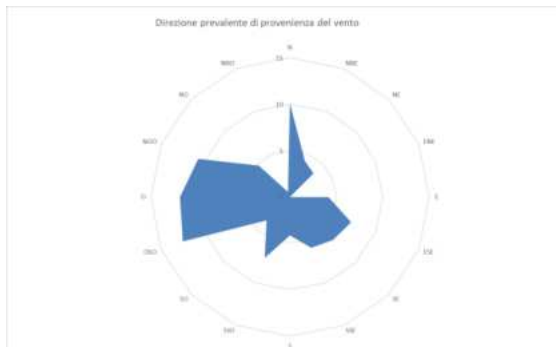 Direzione prevalente di provenienza del vento
N
15
NNO
NNE
NO
NE
10
ENE
5
O
E
OSO
ESE
SO
SE
SSO
SSE